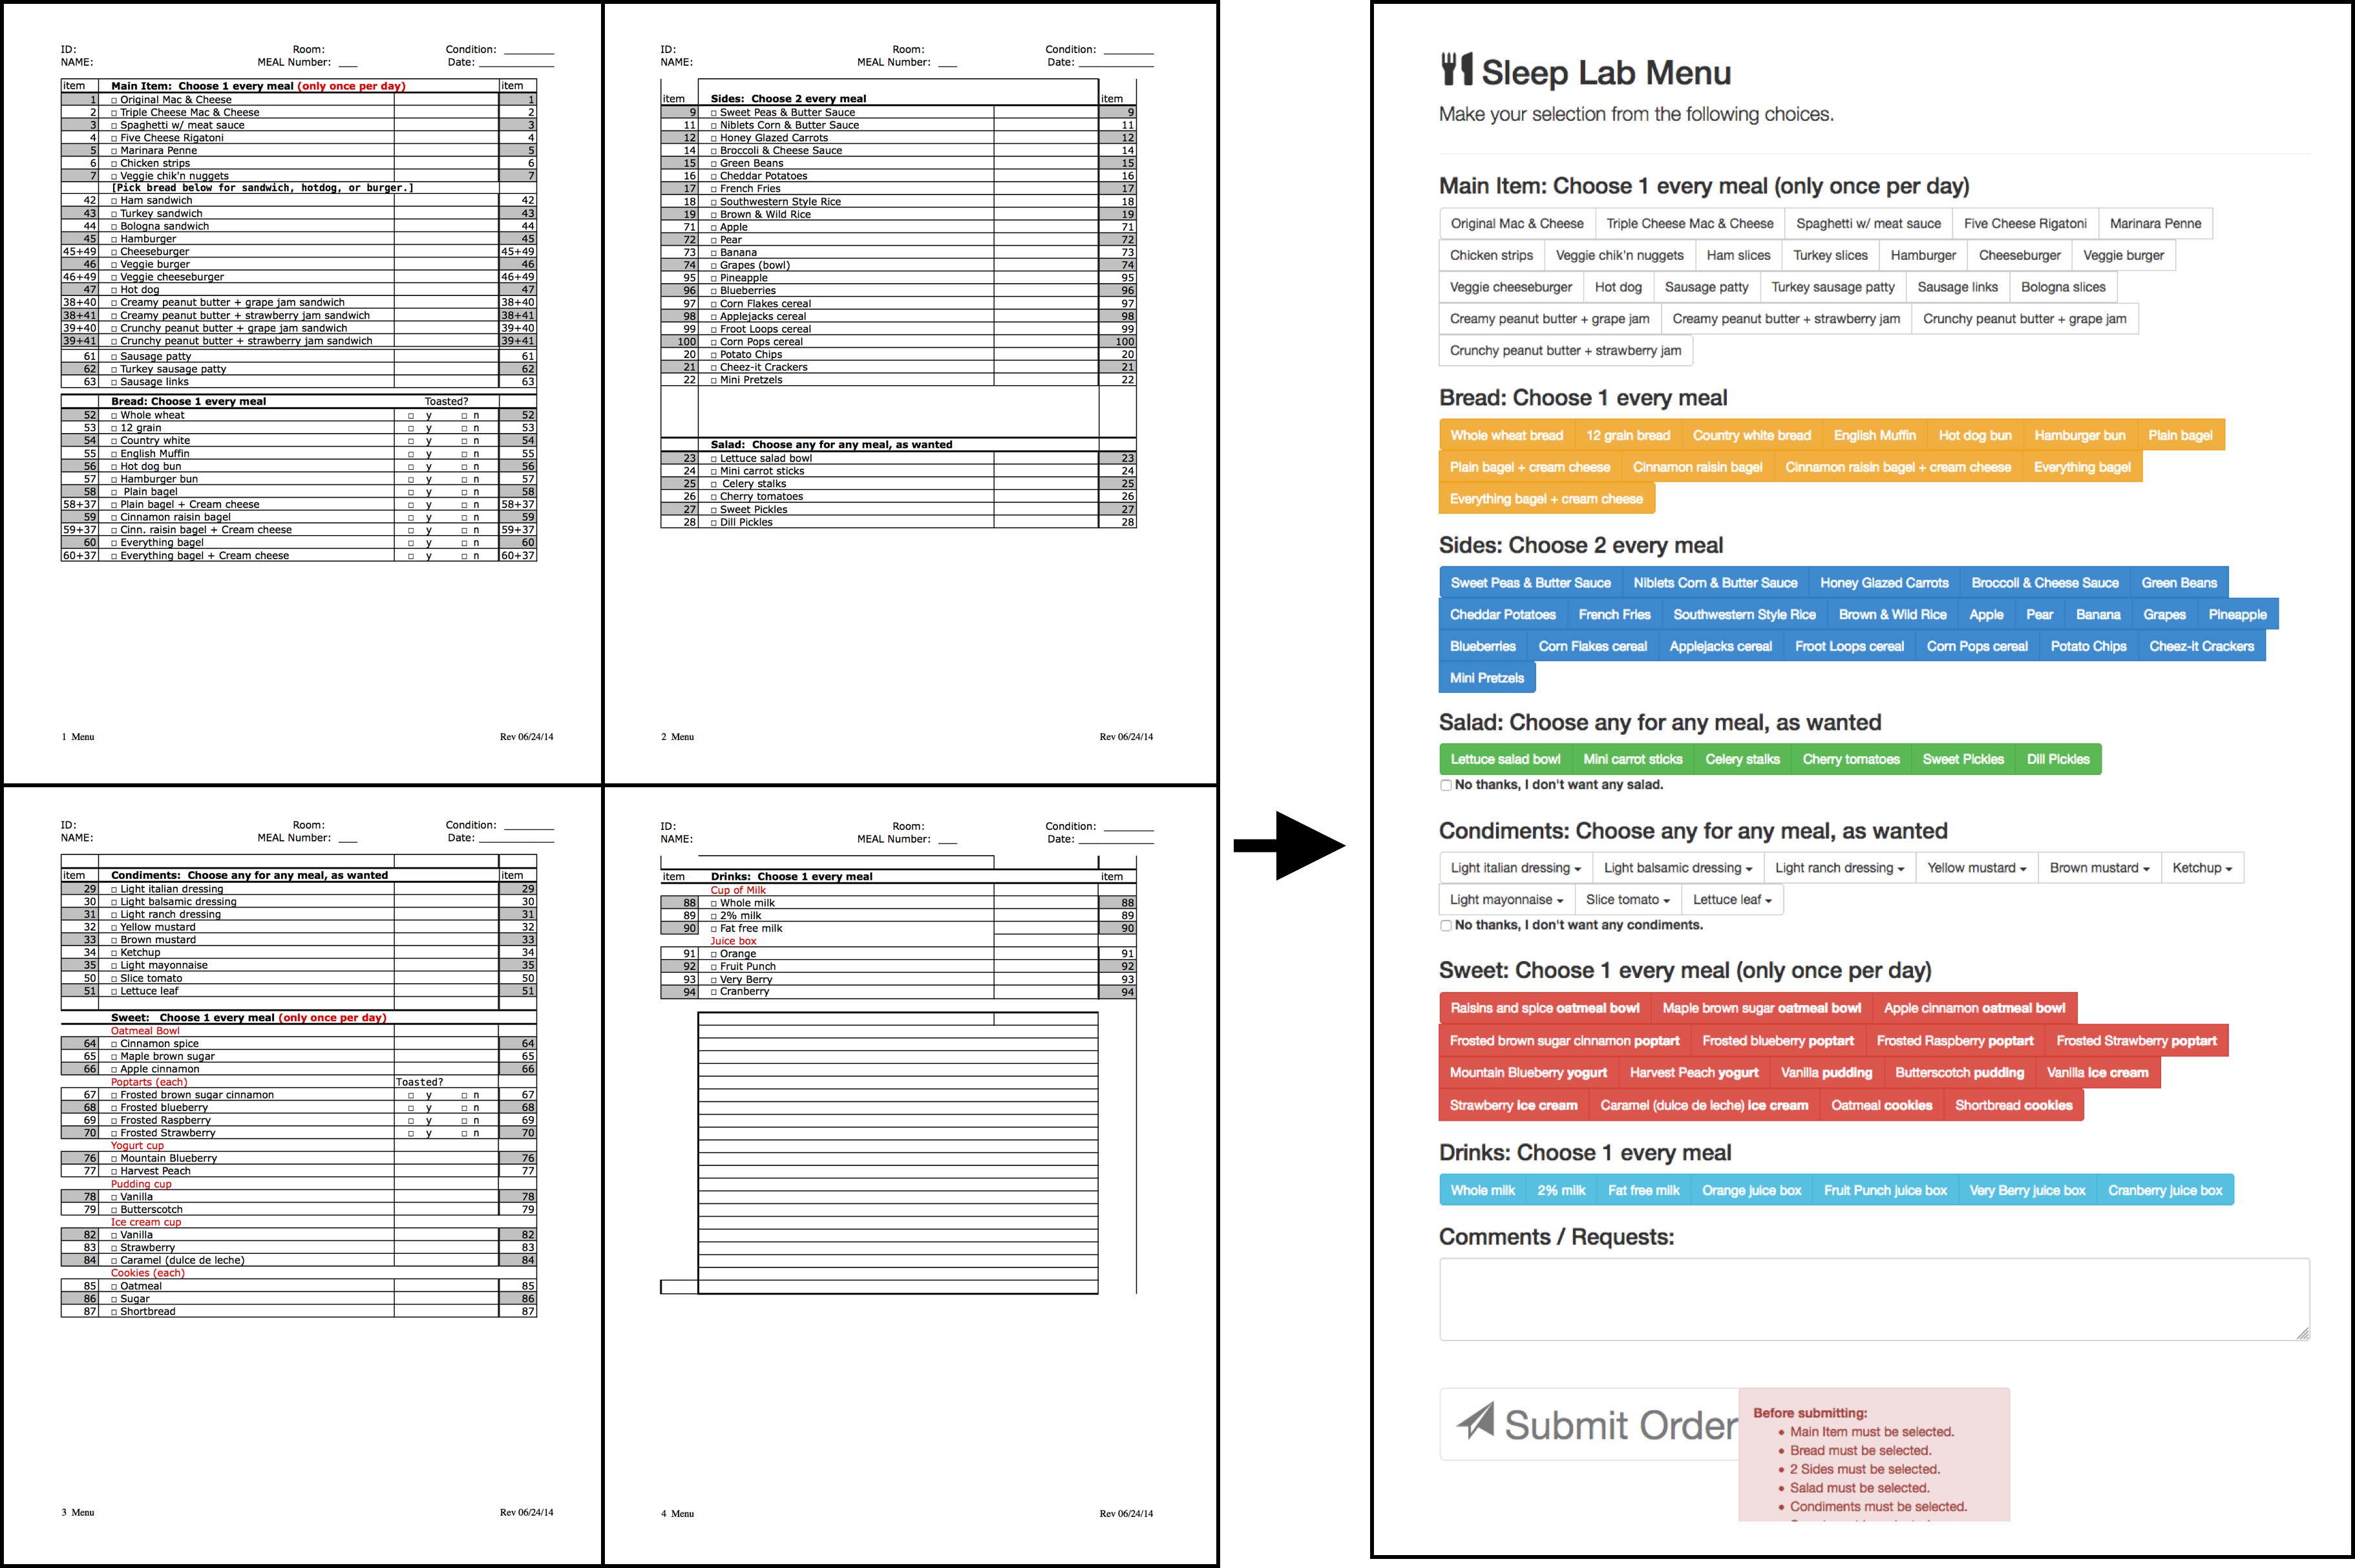 ID: Room: Condition: ________
NAME: MEAL Number: ___ Date: ____________
item Main Item: Choose 1 every meal (only once per day) item
1 □ Original Mac & Cheese 1
2 □ Triple Cheese Mac & Cheese 2
3 □ Spaghetti w/ meat sauce 3
4 □ Five Cheese Rigatoni 4
5 □ Marinara Penne 5
6 □ Chicken strips 6
7 □ Veggie chik'n nuggets 7
[Pick bread below for sandwich, hotdog, or burger.]
42 □ Ham sandwich 42
43 □ Turkey sandwich 43
44 □ Bologna sandwich 44
45 □ Hamburger 45
45+49 □ Cheeseburger 45+49
46 □ Veggie burger 46
46+49 □ Veggie cheeseburger 46+49
47 □ Hot dog 47
38+40 □ Creamy peanut butter + grape jam sandwich 38+40
38+41 □ Creamy peanut butter + strawberry jam sandwich 38+41
39+40 □ Crunchy peanut butter + grape jam sandwich 39+40
39+41 □ Crunchy peanut butter + strawberry jam sandwich 39+41
61 □ Sausage patty 61
62 □ Turkey sausage patty 62
63 □ Sausage links 63
Bread: Choose 1 every meal Toasted?
52 □ Whole wheat □ y □ n 52
53 □ 12 grain □ y □ n 53
54 □ Country white □ y □ n 54
55 □ English Muffin □ y □ n 55
56 □ Hot dog bun □ y □ n 56
57 □ Hamburger bun □ y □ n 57
58 □ Plain bagel □ y □ n 58
58+37 □ Plain bagel + Cream cheese □ y □ n 58+37
59 □ Cinnamon raisin bagel □ y □ n 59
59+37 □ Cinn. raisin bagel + Cream cheese □ y □ n 59+37
60 □ Everything bagel □ y □ n 60
60+37 □ Everything bagel + Cream cheese □ y □ n 60+37
1 Menu Rev 06/24/14
ID: Room: Condition: ________
NAME: MEAL Number: ___ Date: ____________
item Sides: Choose 2 every meal item
9 □ Sweet Peas & Butter Sauce 9
11 □ Niblets Corn & Butter Sauce 11
12 □ Honey Glazed Carrots 12
14 □ Broccoli & Cheese Sauce 14
15 □ Green Beans 15
16 □ Cheddar Potatoes 16
17 □ French Fries 17
18 □ Southwestern Style Rice 18
19 □ Brown & Wild Rice 19
71 □ Apple 71
72 □ Pear 72
73 □ Banana 73
74 □ Grapes (bowl) 74
95 □ Pineapple 95
96 □ Blueberries 96
97 □ Corn Flakes cereal 97
98 □ Applejacks cereal 98
99 □ Froot Loops cereal 99
100 □ Corn Pops cereal 100
20 □ Potato Chips 20
21 □ Cheez-it Crackers 21
22 □ Mini Pretzels 22
Salad: Choose any for any meal, as wanted
23 □ Lettuce salad bowl 23
24 □ Mini carrot sticks 24
25 □ Celery stalks 25
26 □ Cherry tomatoes 26
27 □ Sweet Pickles 27
28 □ Dill Pickles 28
2 Menu Rev 06/24/14
ID: Room: Condition: ________
NAME: MEAL Number: ___ Date: ____________
item Condiments: Choose any for any meal, as wanted item
29 □ Light italian dressing 29
30 □ Light balsamic dressing 30
31 □ Light ranch dressing 31
32 □ Yellow mustard 32
33 □ Brown mustard 33
34 □ Ketchup 34
35 □ Light mayonnaise 35
50 □ Slice tomato 50
51 □ Lettuce leaf 51
Sweet: Choose 1 every meal (only once per day)
Oatmeal Bowl
64 □ Cinnamon spice 64
65 □ Maple brown sugar 65
66 □ Apple cinnamon 66
Poptarts (each) Toasted?
67 □ Frosted brown sugar cinnamon □ y □ n 67
68 □ Frosted blueberry □ y □ n 68
69 □ Frosted Raspberry □ y □ n 69
70 □ Frosted Strawberry □ y □ n 70
Yogurt cup
76 □ Mountain Blueberry 76
77 □ Harvest Peach 77
Pudding cup
78 □ Vanilla 78
79 □ Butterscotch 79
Ice cream cup
82 □ Vanilla 82
83 □ Strawberry 83
84 □ Caramel (dulce de leche) 84
Cookies (each)
85 □ Oatmeal 85
86 □ Sugar 86
87 □ Shortbread 87
3 Menu Rev 06/24/14
ID: Room: Condition: ________
NAME: MEAL Number: ___ Date: ____________
item Drinks: Choose 1 every meal item
Cup of Milk
88 □ Whole milk 88
89 □ 2% milk 89
90 □ Fat free milk 90
Juice box
91 □ Orange 91
92 □ Fruit Punch 92
93 □ Very Berry 93
94 □ Cranberry 94
4 Menu Rev 06/24/14
Sleep Lab Menu
Make your selection from the following choices.
Main Item: Choose 1 every meal (only once per day)
Original Mac & Cheese Triple Cheese Mac & Cheese Spaghetti w/ meat sauce Five Cheese Rigatoni Marinara Penne
Chicken strips Veggie chik'n nuggets Ham slices Turkey slices Hamburger Cheeseburger Veggie burger
Veggie cheeseburger Hot dog Sausage patty Turkey sausage patty Sausage links Bologna slices
Creamy peanut butter + grape jam Creamy peanut butter + strawberry jam Crunchy peanut butter + grape jam
Crunchy peanut butter + strawberry jam
Bread: Choose 1 every meal
Whole wheat bread 12 grain bread Country white bread English Muffin Hot dog bun Hamburger bun Plain bagel
Plain bagel + cream cheese Cinnamon raisin bagel Cinnamon raisin bagel + cream cheese Everything bagel
Everything bagel + cream cheese
Sides: Choose 2 every meal
Sweet Peas & Butter Sauce Niblets Corn & Butter Sauce Honey Glazed Carrots Broccoli & Cheese Sauce Green Beans
Cheddar Potatoes French Fries Southwestern Style Rice Brown & Wild Rice Apple Pear Banana Grapes Pineapple
Blueberries Corn Flakes cereal Applejacks cereal Froot Loops cereal Corn Pops cereal Potato Chips Cheez-it Crackers
Mini Pretzels
Salad: Choose any for any meal, as wanted
Lettuce salad bowl Mini carrot sticks Celery stalks Cherry tomatoes Sweet Pickles Dill Pickles
No thanks, I don't want any salad.
Condiments: Choose any for any meal, as wanted
Light italian dressing Light balsamic dressing Light ranch dressing Yellow mustard Brown mustard Ketchup
Light mayonnaise Slice tomato Lettuce leaf
No thanks, I don't want any condiments.
Sweet: Choose 1 every meal (only once per day)
Raisins and spice oatmeal bowl Maple brown sugar oatmeal bowl Apple cinnamon oatmeal bowl
Frosted brown sugar cinnamon poptart Frosted blueberry poptart Frosted Raspberry poptart Frosted Strawberry poptart
Mountain Blueberry yogurt Harvest Peach yogurt Vanilla pudding Butterscotch pudding Vanilla ice cream
Strawberry ice cream Caramel (dulce de leche) ice cream Oatmeal cookies Shortbread cookies
Drinks: Choose 1 every meal
Whole milk 2% milk Fat free milk Orange juice box Fruit Punch juice box Very Berry juice box Cranberry juice box
Comments / Requests:
Submit Order
Before submitting:
• Main Item must be selected.
• Bread must be selected.
• 2 Sides must be selected.
• Salad must be selected.
• Condiments must be selected.